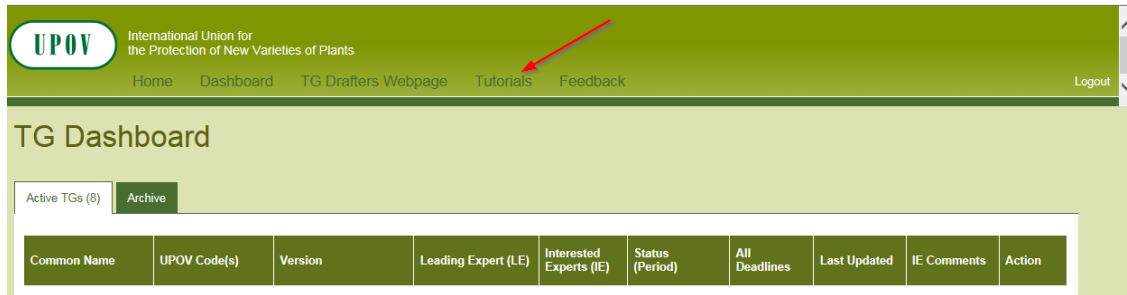 UPOV
International Union for
the Protection of New Varieties of Plants
Home Dashboard TG Drafters Webpage Tutorials Feedback
Logout
TG Dashboard
Active TGs (8) Archive
Common Name UPOV Code(s) Version Leading Expert (LE) Interested Experts (IE) Status (Period) All Deadlines Last Updated IE Comments Action